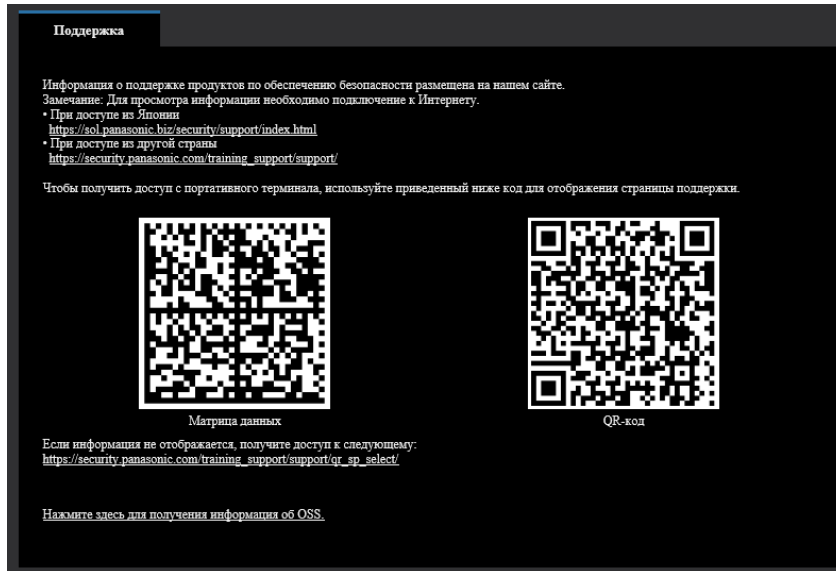 Поддержка
Информация о поддержке продуктов по обеспечению безопасности размещена на нашем сайте.
Замечание: Для просмотра информации необходимо подключение к Интернету.
• При доступе из Японии
https://sol.panasonic.biz/security/support/index.html
• При доступе из другой страны
https://security.panasonic.com/training_support/support/
Чтобы получить доступ с портативного терминала, используйте приведенный ниже код для отображения страницы поддержки.
Матрица данных
QR-код
Если информация не отображается, получите доступ к следующему:
https://security.panasonic.com/training_support/support/qr_sp_select/
Нажмите здесь для получения информация об OSS.